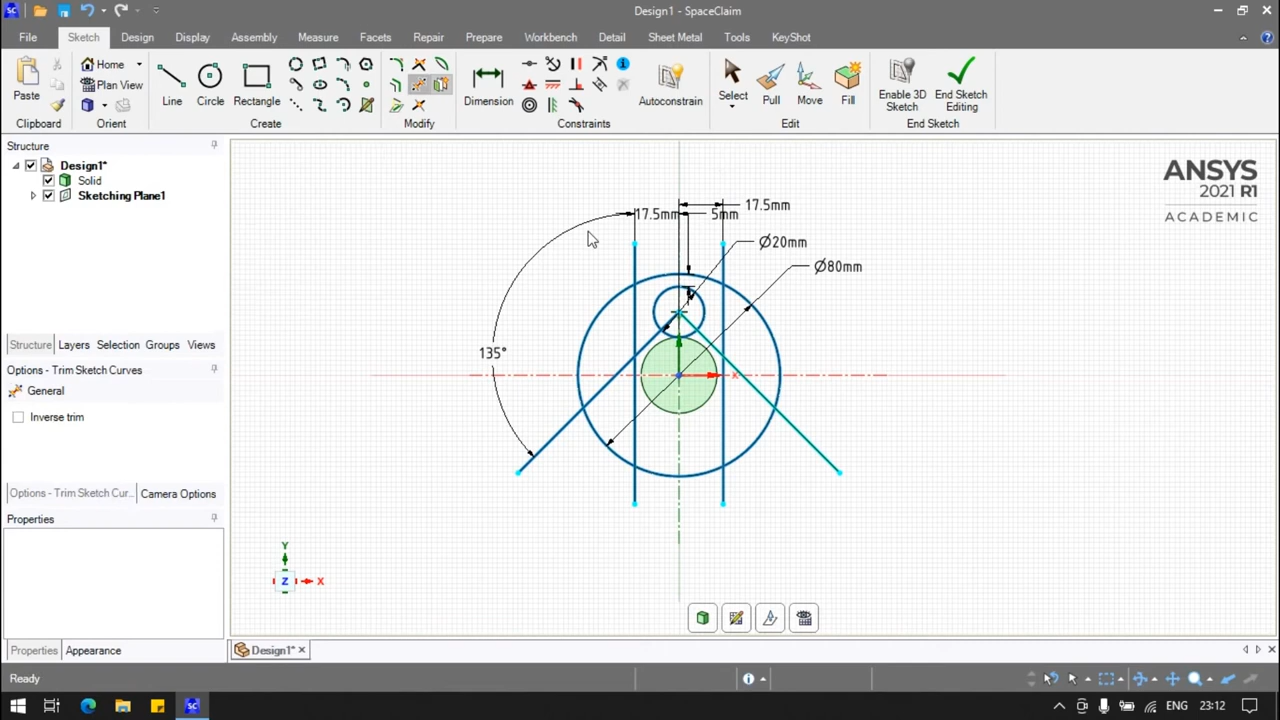 Design1 - SpaceClaim
File Sketch Design Display Assembly Measure Facets Repair Prepare Workbench Detail Sheet Metal Tools KeyShot
Home
Plan View
Paste
Line
Circle
Rectangle
Dimension
Autoconstrain
Select
Pull
Move
Fill
Enable 3D
Sketch
End Sketch
Editing
Clipboard Orient Create Modify Constraints Edit End Sketch
Structure
Design1*
Solid
Sketching Plane1
ANSYS
2021 R1
ACADEMIC
17.5mm
17.5mm
5mm
Ø20mm
Ø80mm
135°
X
Structure Layers Selection Groups Views
Options - Trim Sketch Curves
General
Inverse trim
Options - Trim Sketch Cur... Camera Options
Properties
Y
Z
X
Properties Appearance
Design1*
Ready
ENG 23:12